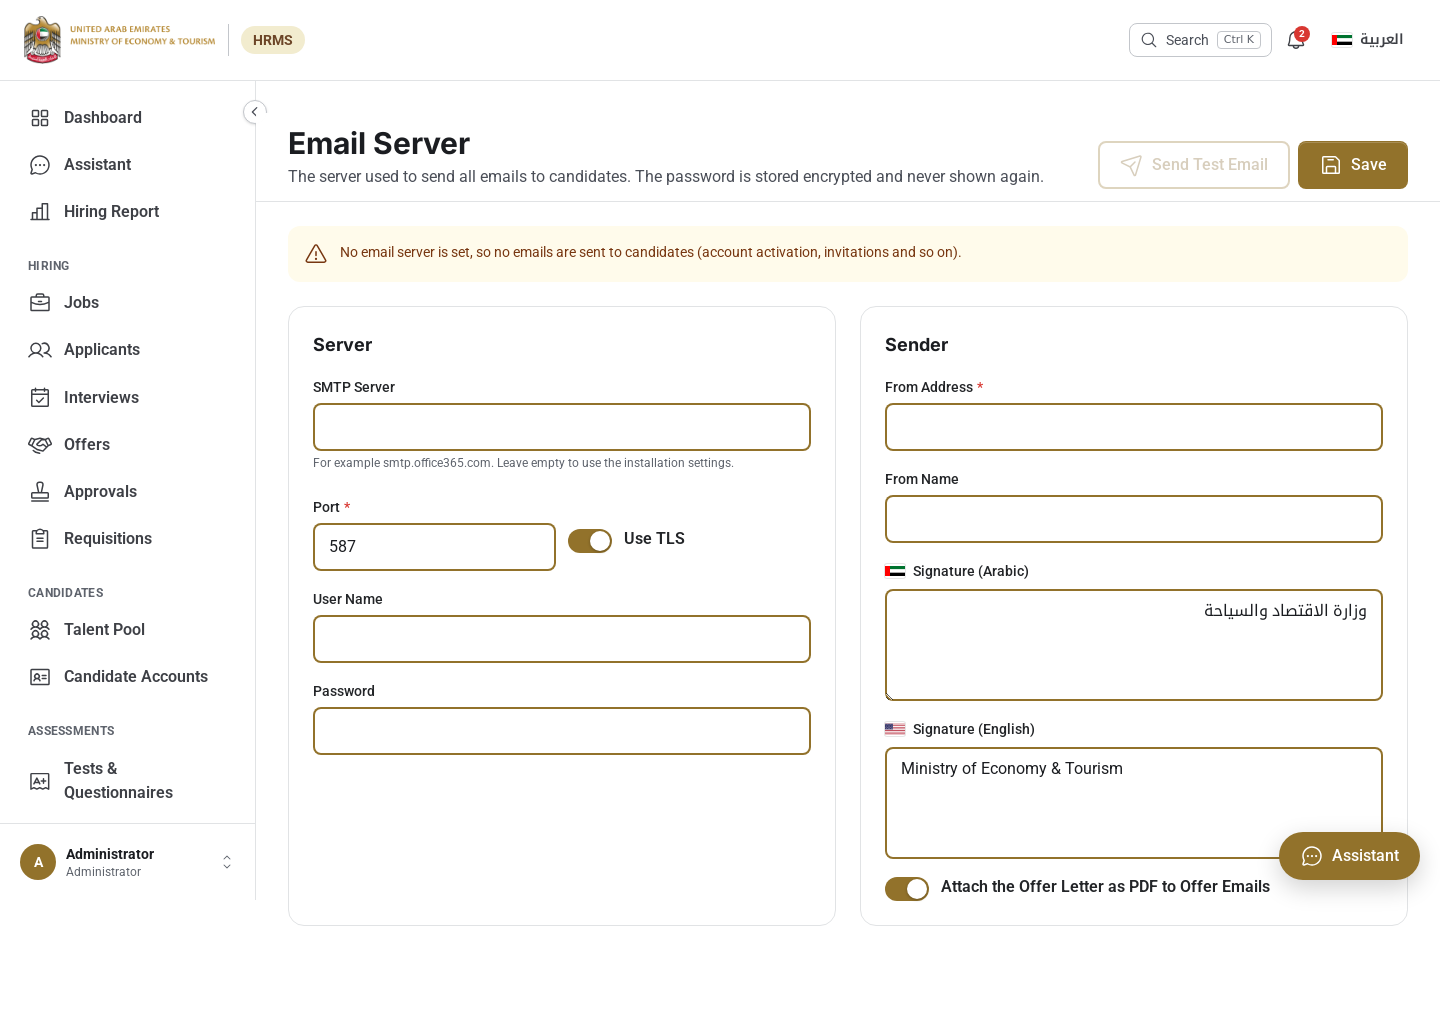 UNITED ARAB EMIRATES
MINISTRY OF ECONOMY & TOURISM
HRMS
Search
Ctrl K
2
العربية
Dashboard
Assistant
Hiring Report
HIRING
Jobs
Applicants
Interviews
Offers
Approvals
Requisitions
CANDIDATES
Talent Pool
Candidate Accounts
ASSESSMENTS
Tests &
Questionnaires
A
Administrator
Administrator
Email Server
The server used to send all emails to candidates. The password is stored encrypted and never shown again.
Send Test Email
Save
No email server is set, so no emails are sent to candidates (account activation, invitations and so on).
Server
SMTP Server
For example smtp.office365.com. Leave empty to use the installation settings.
Port *
587
Use TLS
User Name
Password
Sender
From Address *
From Name
Signature (Arabic)
وزارة الاقتصاد والسياحة
Signature (English)
Ministry of Economy & Tourism
Attach the Offer Letter as PDF to Offer Emails
Assistant